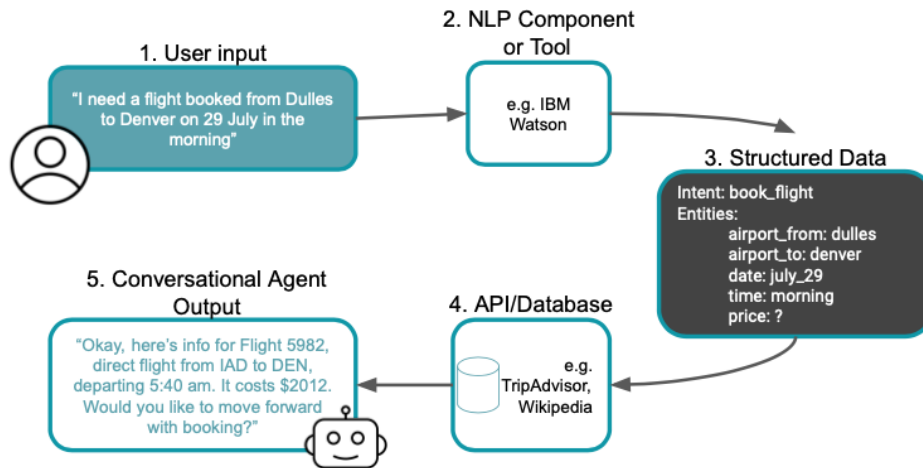 1. User input
“I need a flight booked from Dulles
to Denver on 29 July in the
morning”
2. NLP Component
or Tool
e.g. IBM
Watson
3. Structured Data
Intent: book_flight
Entities:
airport_from: dulles
airport_to: denver
date: july_29
time: morning
price: ?
4. API/Database
e.g.
TripAdvisor,
Wikipedia
5. Conversational Agent
Output
“Okay, here’s info for Flight 5982,
direct flight from IAD to DEN,
departing 5:40 am. It costs $2012.
Would you like to move forward
with booking?”